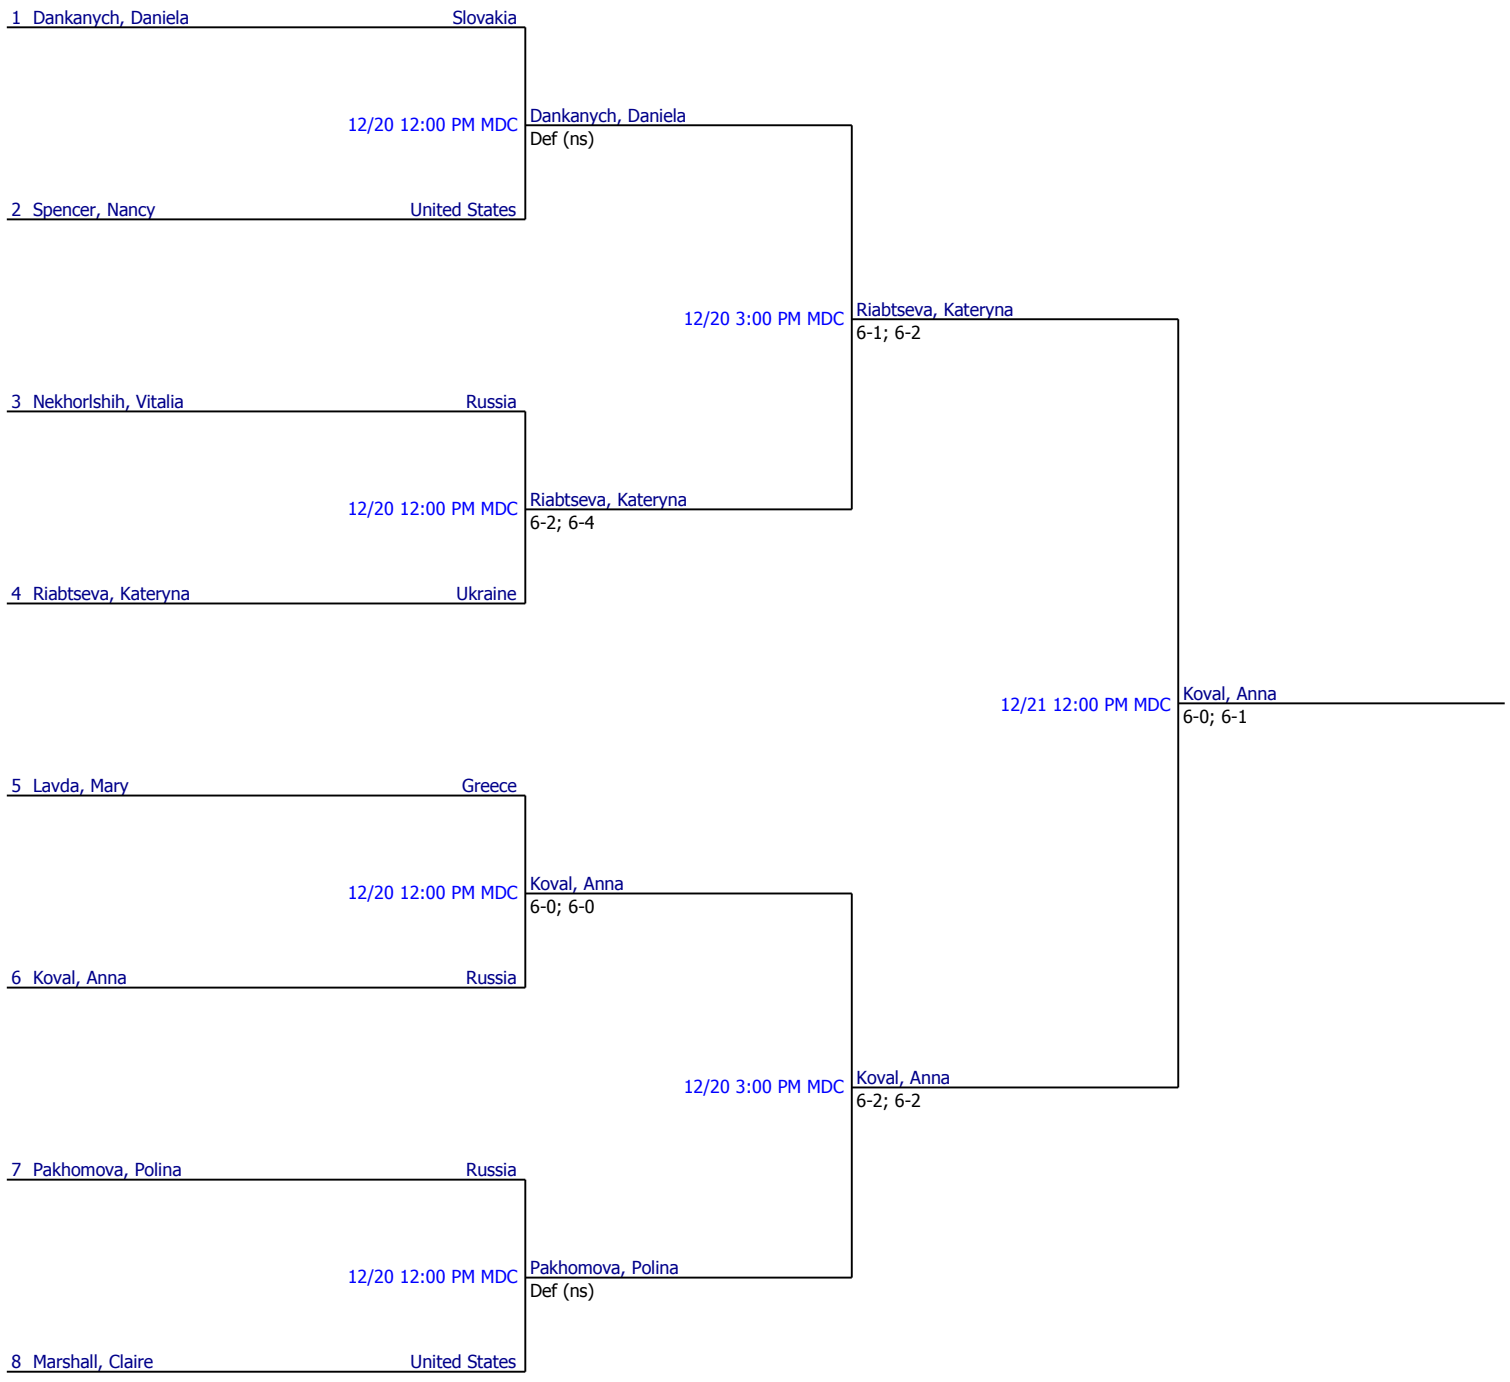 1 Dankanych, Daniela Slovakia
12/20 12:00 PM MDC Dankanych, Daniela
Def (ns)
2 Spencer, Nancy United States
12/20 3:00 PM MDC Riabtseva, Kateryna
6-1; 6-2
3 Nekhorlshih, Vitalia Russia
12/20 12:00 PM MDC Riabtseva, Kateryna
6-2; 6-4
4 Riabtseva, Kateryna Ukraine
12/21 12:00 PM MDC Koval, Anna
6-0; 6-1
5 Lavda, Mary Greece
12/20 12:00 PM MDC Koval, Anna
6-0; 6-0
6 Koval, Anna Russia
12/20 3:00 PM MDC Koval, Anna
6-2; 6-2
7 Pakhomova, Polina Russia
12/20 12:00 PM MDC Pakhomova, Polina
Def (ns)
8 Marshall, Claire United States